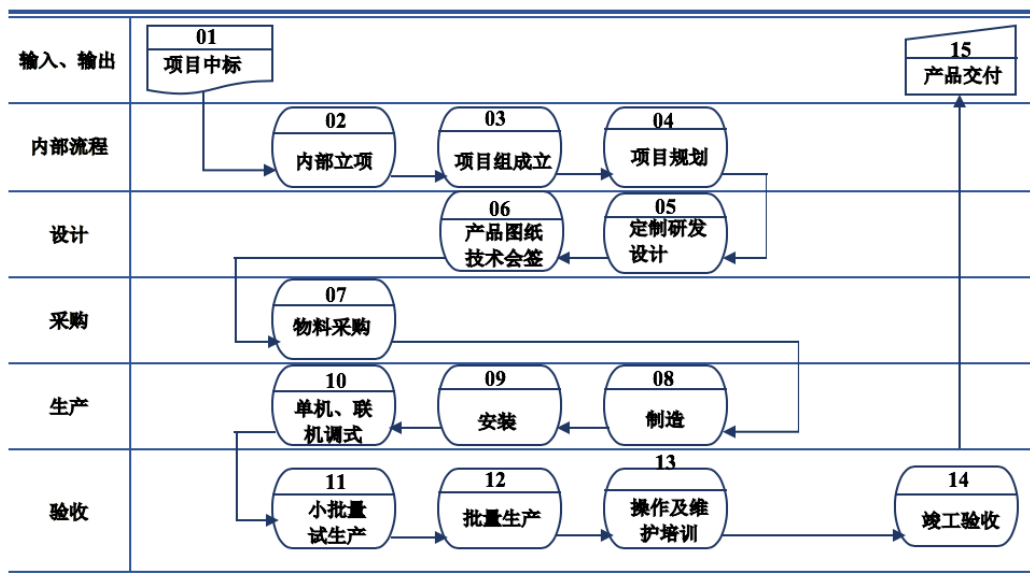 输入、输出
01
项目中标
15
产品交付
内部流程
02
内部立项
03
项目组成立
04
项目规划
设计
06
产品图纸
技术会签
05
定制研发
设计
采购
07
物料采购
生产
10
单机、联
机调式
09
安装
08
制造
验收
11
小批量
试生产
12
批量生产
13
操作及维
护培训
14
竣工验收